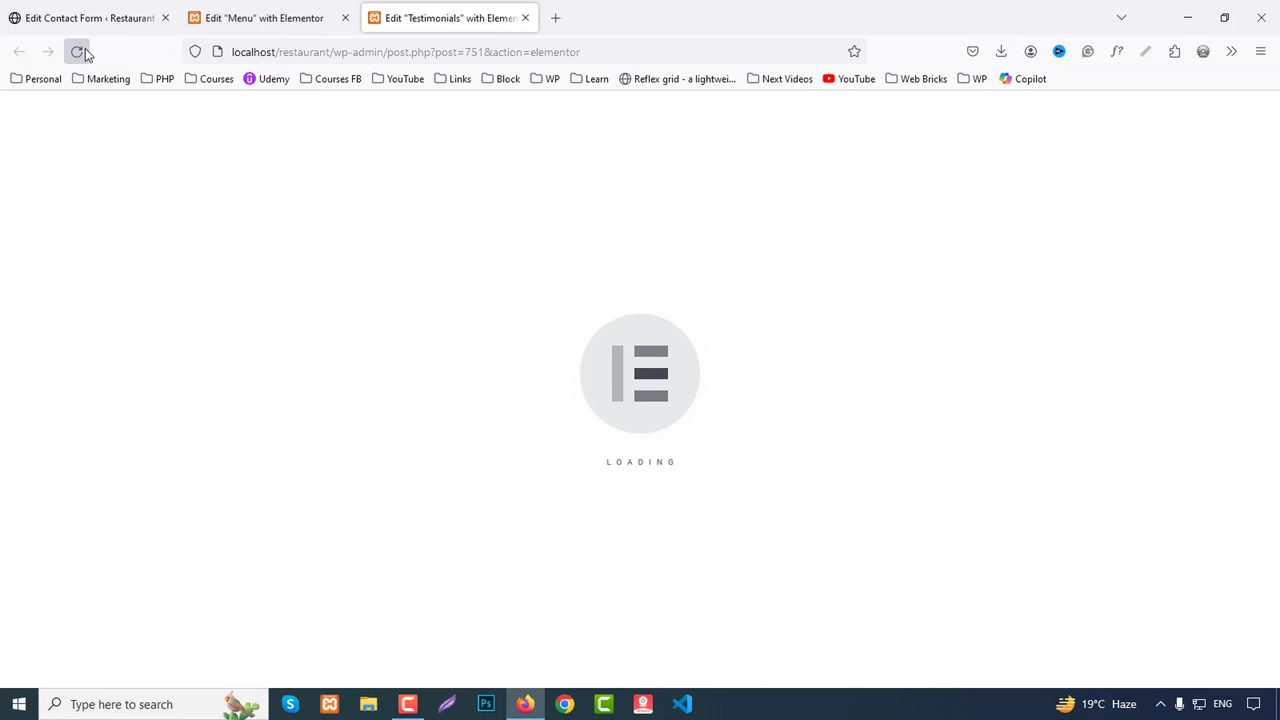 Edit Contact Form ‹ Restaurant
Edit "Menu" with Elementor
Edit "Testimonials" with Elemen
localhost/restaurant/wp-admin/post.php?post=751&action=elementor
Personal
Marketing
PHP
Courses
Udemy
Courses FB
YouTube
Links
Block
WP
Learn
Reflex grid - a lightwei...
Next Videos
YouTube
Web Bricks
WP
Copilot
LOADING
Type here to search
Ps
19°C Haze
ENG